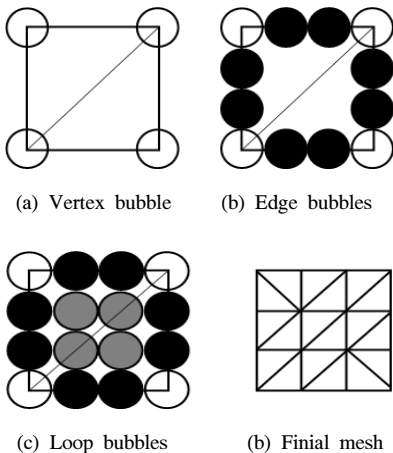 (a) Vertex bubble
(b) Edge bubbles
(c) Loop bubbles
(b) Finial mesh